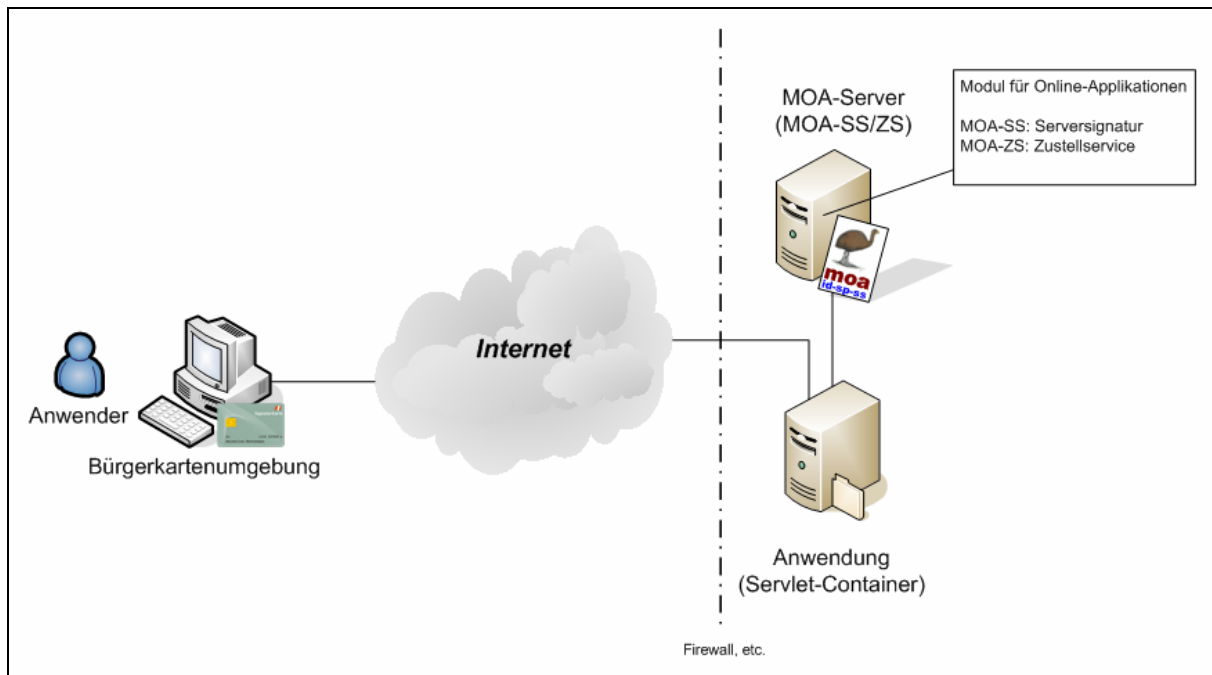 MOA-Server
(MOA-SS/ZS)
Modul für Online-Applikationen
MOA-SS: Serversignatur
MOA-ZS: Zustellservice
moa
id-sp-ss
Internet
Anwender
Bürgerkartenumgebung
Anwendung
(Servlet-Container)
Firewall, etc.